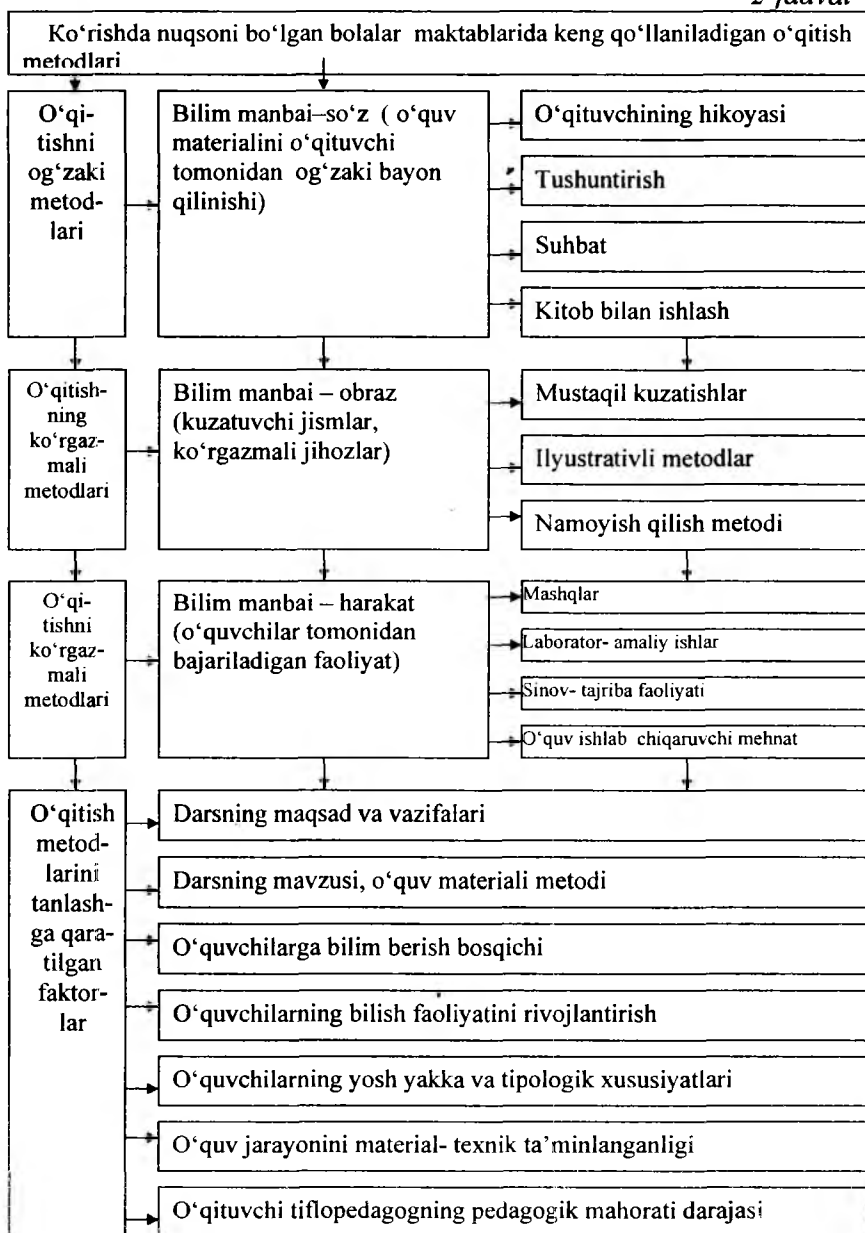 2-jadval
Ko‘rishda nuqsoni bo‘lgan bolalar maktablarida keng qo‘llaniladigan o‘qitish
metodlari
O‘qi-
tishni
og‘zaki
metod-
lari
Bilim manbai–so‘z ( o‘quv
materialini o‘qituvchi
tomonidan og‘zaki bayon
qilinishi)
O‘qituvchining hikoyasi
Tushuntirish
Suhbat
Kitob bilan ishlash
O‘qitish-
ning
ko‘rgaz-
mali
metodlari
Bilim manbai – obraz
(kuzatuvchi jismlar,
ko‘rgazmali jihozlar)
Mustaqil kuzatishlar
Ilyustrativli metodlar
Namoyish qilish metodi
O‘qi-
tishni
ko‘rgaz-
mali
metodlari
Bilim manbai – harakat
(o‘quvchilar tomonidan
bajariladigan faoliyat)
Mashqlar
Laborator- amaliy ishlar
Sinov- tajriba faoliyati
O‘quv ishlab chiqaruvchi mehnat
O‘qitish
metod-
larini
tanlash-
ga qara-
tilgan
faktor-
lar
Darsning maqsad va vazifalari
Darsning mavzusi, o‘quv materiali metodi
O‘quvchilarga bilim berish bosqichi
O‘quvchilarning bilish faoliyatini rivojlantirish
O‘quvchilarning yosh yakka va tipologik xususiyatlari
O‘quv jarayonini material- texnik ta’minlanganligi
O‘qituvchi tiflopedagogning pedagogik mahorati darajasi